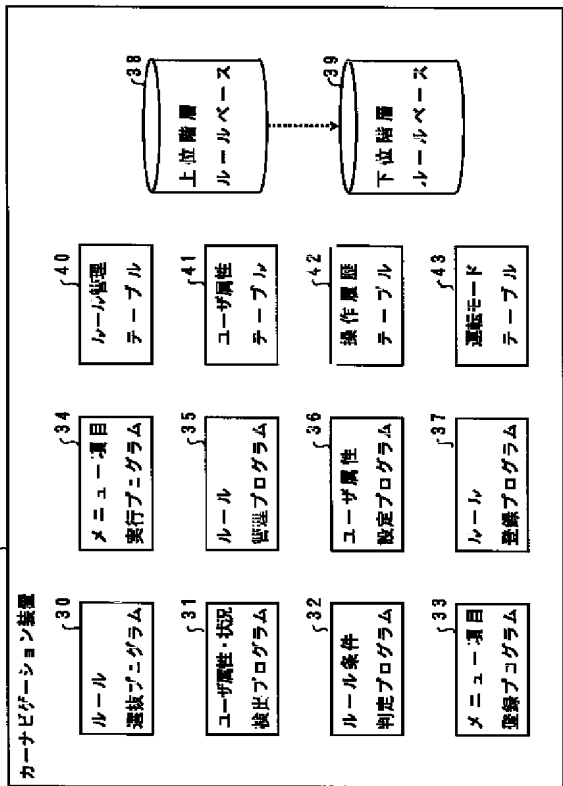 カーナビゲーション装置
30
ルール
選抜プログラム
31
ユーザ属性・状況
検出プログラム
32
ルール条件
判定プログラム
33
メニュー項目
登録プログラム
34
メニュー項目
実行プログラム
35
ルール
管理プログラム
36
ユーザ属性
設定プログラム
37
ルール
登録プログラム
40
ルール管理
テーブル
41
ユーザ属性
テーブル
42
操作履歴
テーブル
43
運転モード
テーブル
38
上位階層
ルールベース
39
下位階層
ルールベース